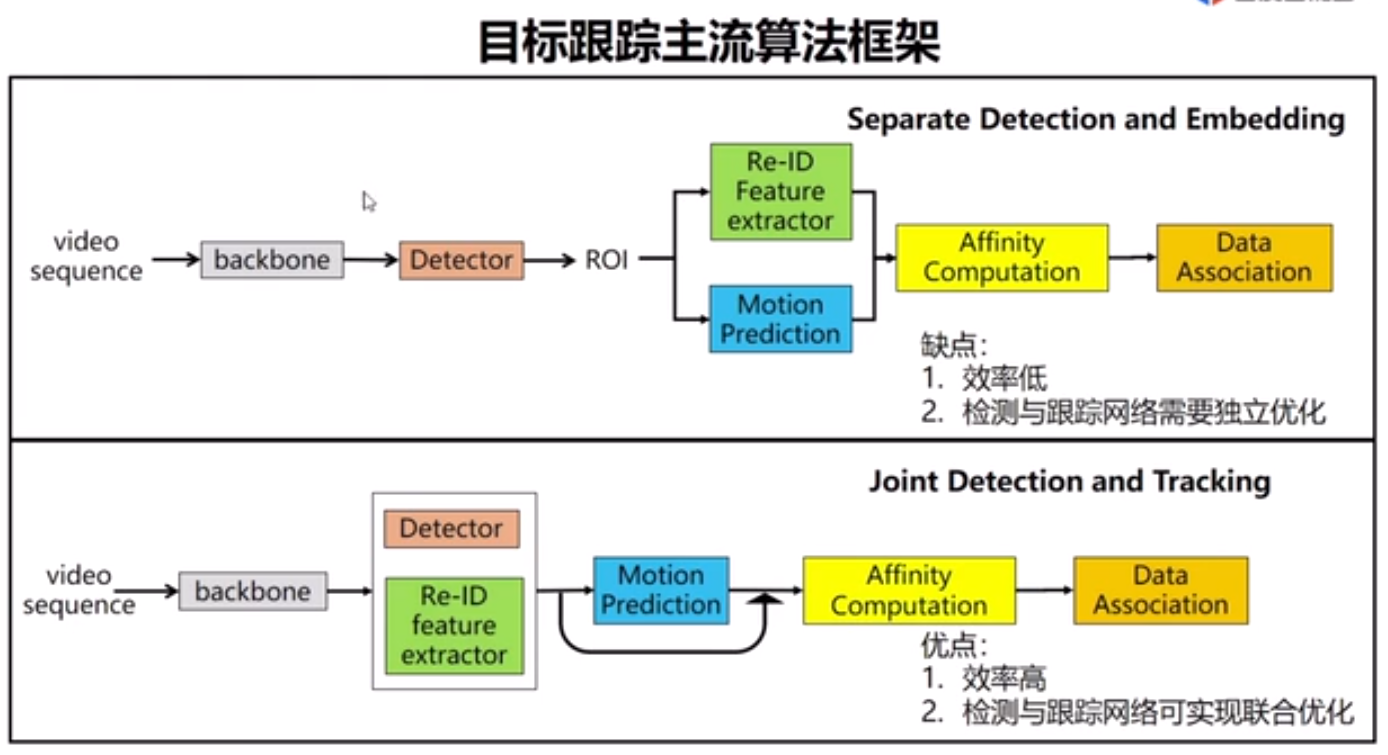 目标跟踪主流算法框架
Separate Detection and Embedding
video
sequence
backbone
Detector
ROI
Re-ID
Feature
extractor
Motion
Prediction
Affinity
Computation
Data
Association
缺点：
1. 效率低
2. 检测与跟踪网络需要独立优化
Joint Detection and Tracking
video
sequence
backbone
Detector
Re-ID
feature
extractor
Motion
Prediction
Affinity
Computation
Data
Association
优点：
1. 效率高
2. 检测与跟踪网络可实现联合优化